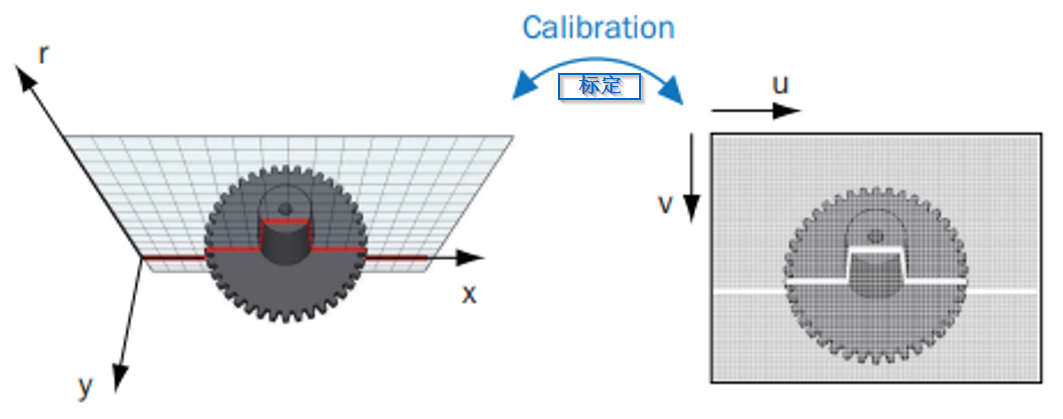 Calibration
标定
r
u
v
x
y